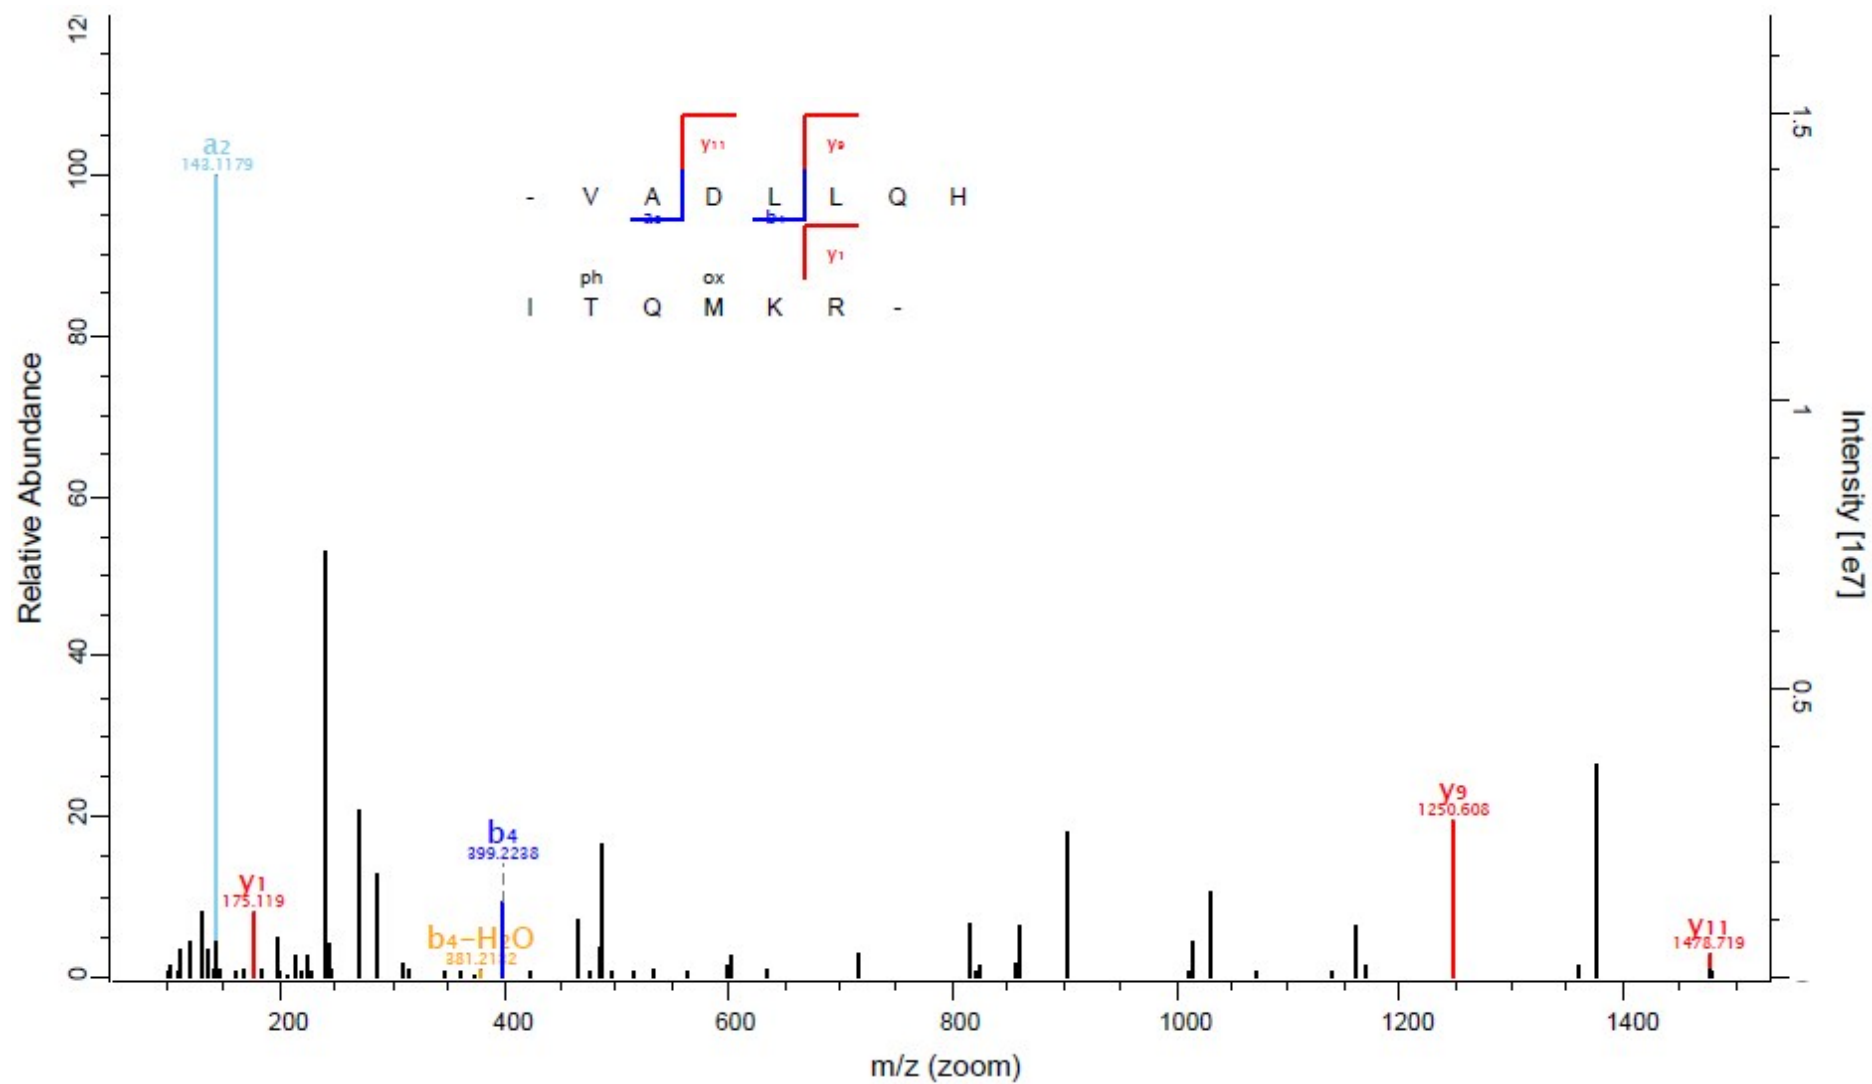 12
a2
143.1179
100
80
60
40
20
0
Relative Abundance
y11
y9
- V A D L L Q H
y1
ph ox
I T Q M K R -
y1
175.119
b4
399.2238
b4-H2O
y9
1250.608
y11
1478.719
1.5
1
0.5
Intensity [1e7]
200 400 600 800 1000 1200 1400
m/z (zoom)